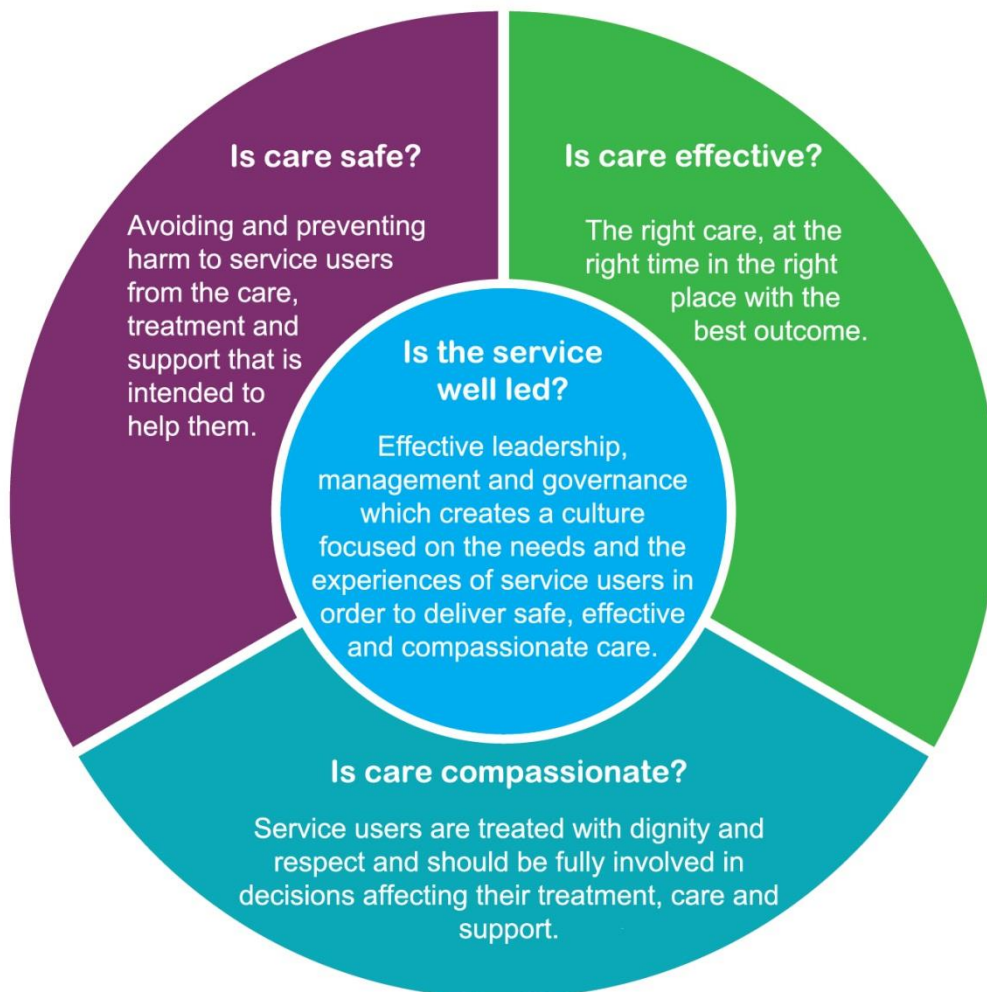 Is care safe?
Avoiding and preventing
harm to service users
from the care,
treatment and
support that is
intended to
help them.
Is care effective?
The right care, at the
right time in the right
place with the
best outcome.
Is the service
well led?
Effective leadership,
management and governance
which creates a culture
focused on the needs and the
experiences of service users in
order to deliver safe, effective
and compassionate care.
Is care compassionate?
Service users are treated with dignity and
respect and should be fully involved in
decisions affecting their treatment, care and
support.